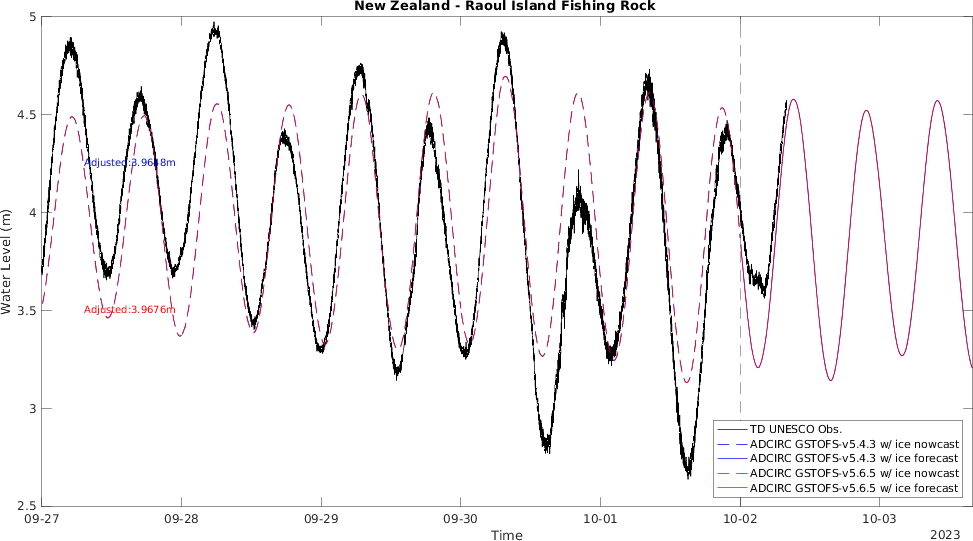 New Zealand - Raoul Island Fishing Rock
5
4.5
4
3.5
3
2.5
Water Level (m)
Adjusted:3.9648m
Adjusted:3.9676m
TD UNESCO Obs.
ADCIRC GSTOFS-v5.4.3 w/ ice nowcast
ADCIRC GSTOFS-v5.4.3 w/ ice forecast
ADCIRC GSTOFS-v5.6.5 w/ ice nowcast
ADCIRC GSTOFS-v5.6.5 w/ ice forecast
09-27
09-28
09-29
09-30
10-01
10-02
10-03
Time
2023